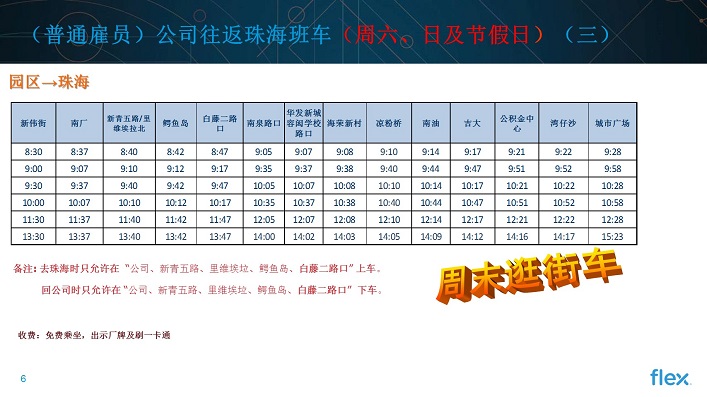 （普通雇员）公司往返珠海班车（周六、日及节假日）（三）
园区→珠海
新伟街 南厂 新青五路/里维埃拉北 鳄鱼岛 白藤二路口 南泉路口 华发新城容闳学校路口 海荣新村 凉粉桥 南油 吉大 公积金中心 湾仔沙 城市广场
8:30 8:37 8:40 8:42 8:47 9:05 9:07 9:08 9:10 9:14 9:17 9:21 9:22 9:28
9:00 9:07 9:10 9:12 9:17 9:35 9:37 9:38 9:40 9:44 9:47 9:51 9:52 9:58
9:30 9:37 9:40 9:42 9:47 10:05 10:07 10:08 10:10 10:14 10:17 10:21 10:22 10:28
10:00 10:07 10:10 10:12 10:17 10:35 10:37 10:38 10:40 10:44 10:47 10:51 10:52 10:58
11:30 11:37 11:40 11:42 11:47 12:05 12:07 12:08 12:10 12:14 12:17 12:21 12:22 12:28
13:30 13:37 13:40 13:42 13:47 14:00 14:02 14:03 14:05 14:09 14:12 14:16 14:17 15:23
备注：去珠海时只允许在“公司、新青五路、里维埃垃、鳄鱼岛、白藤二路口”上车。
回公司时只允许在“公司、新青五路、里维埃垃、鳄鱼岛、白藤二路口”下车。
周末逛街车
收费：免费乘坐，出示厂牌及刷一卡通
6
flex